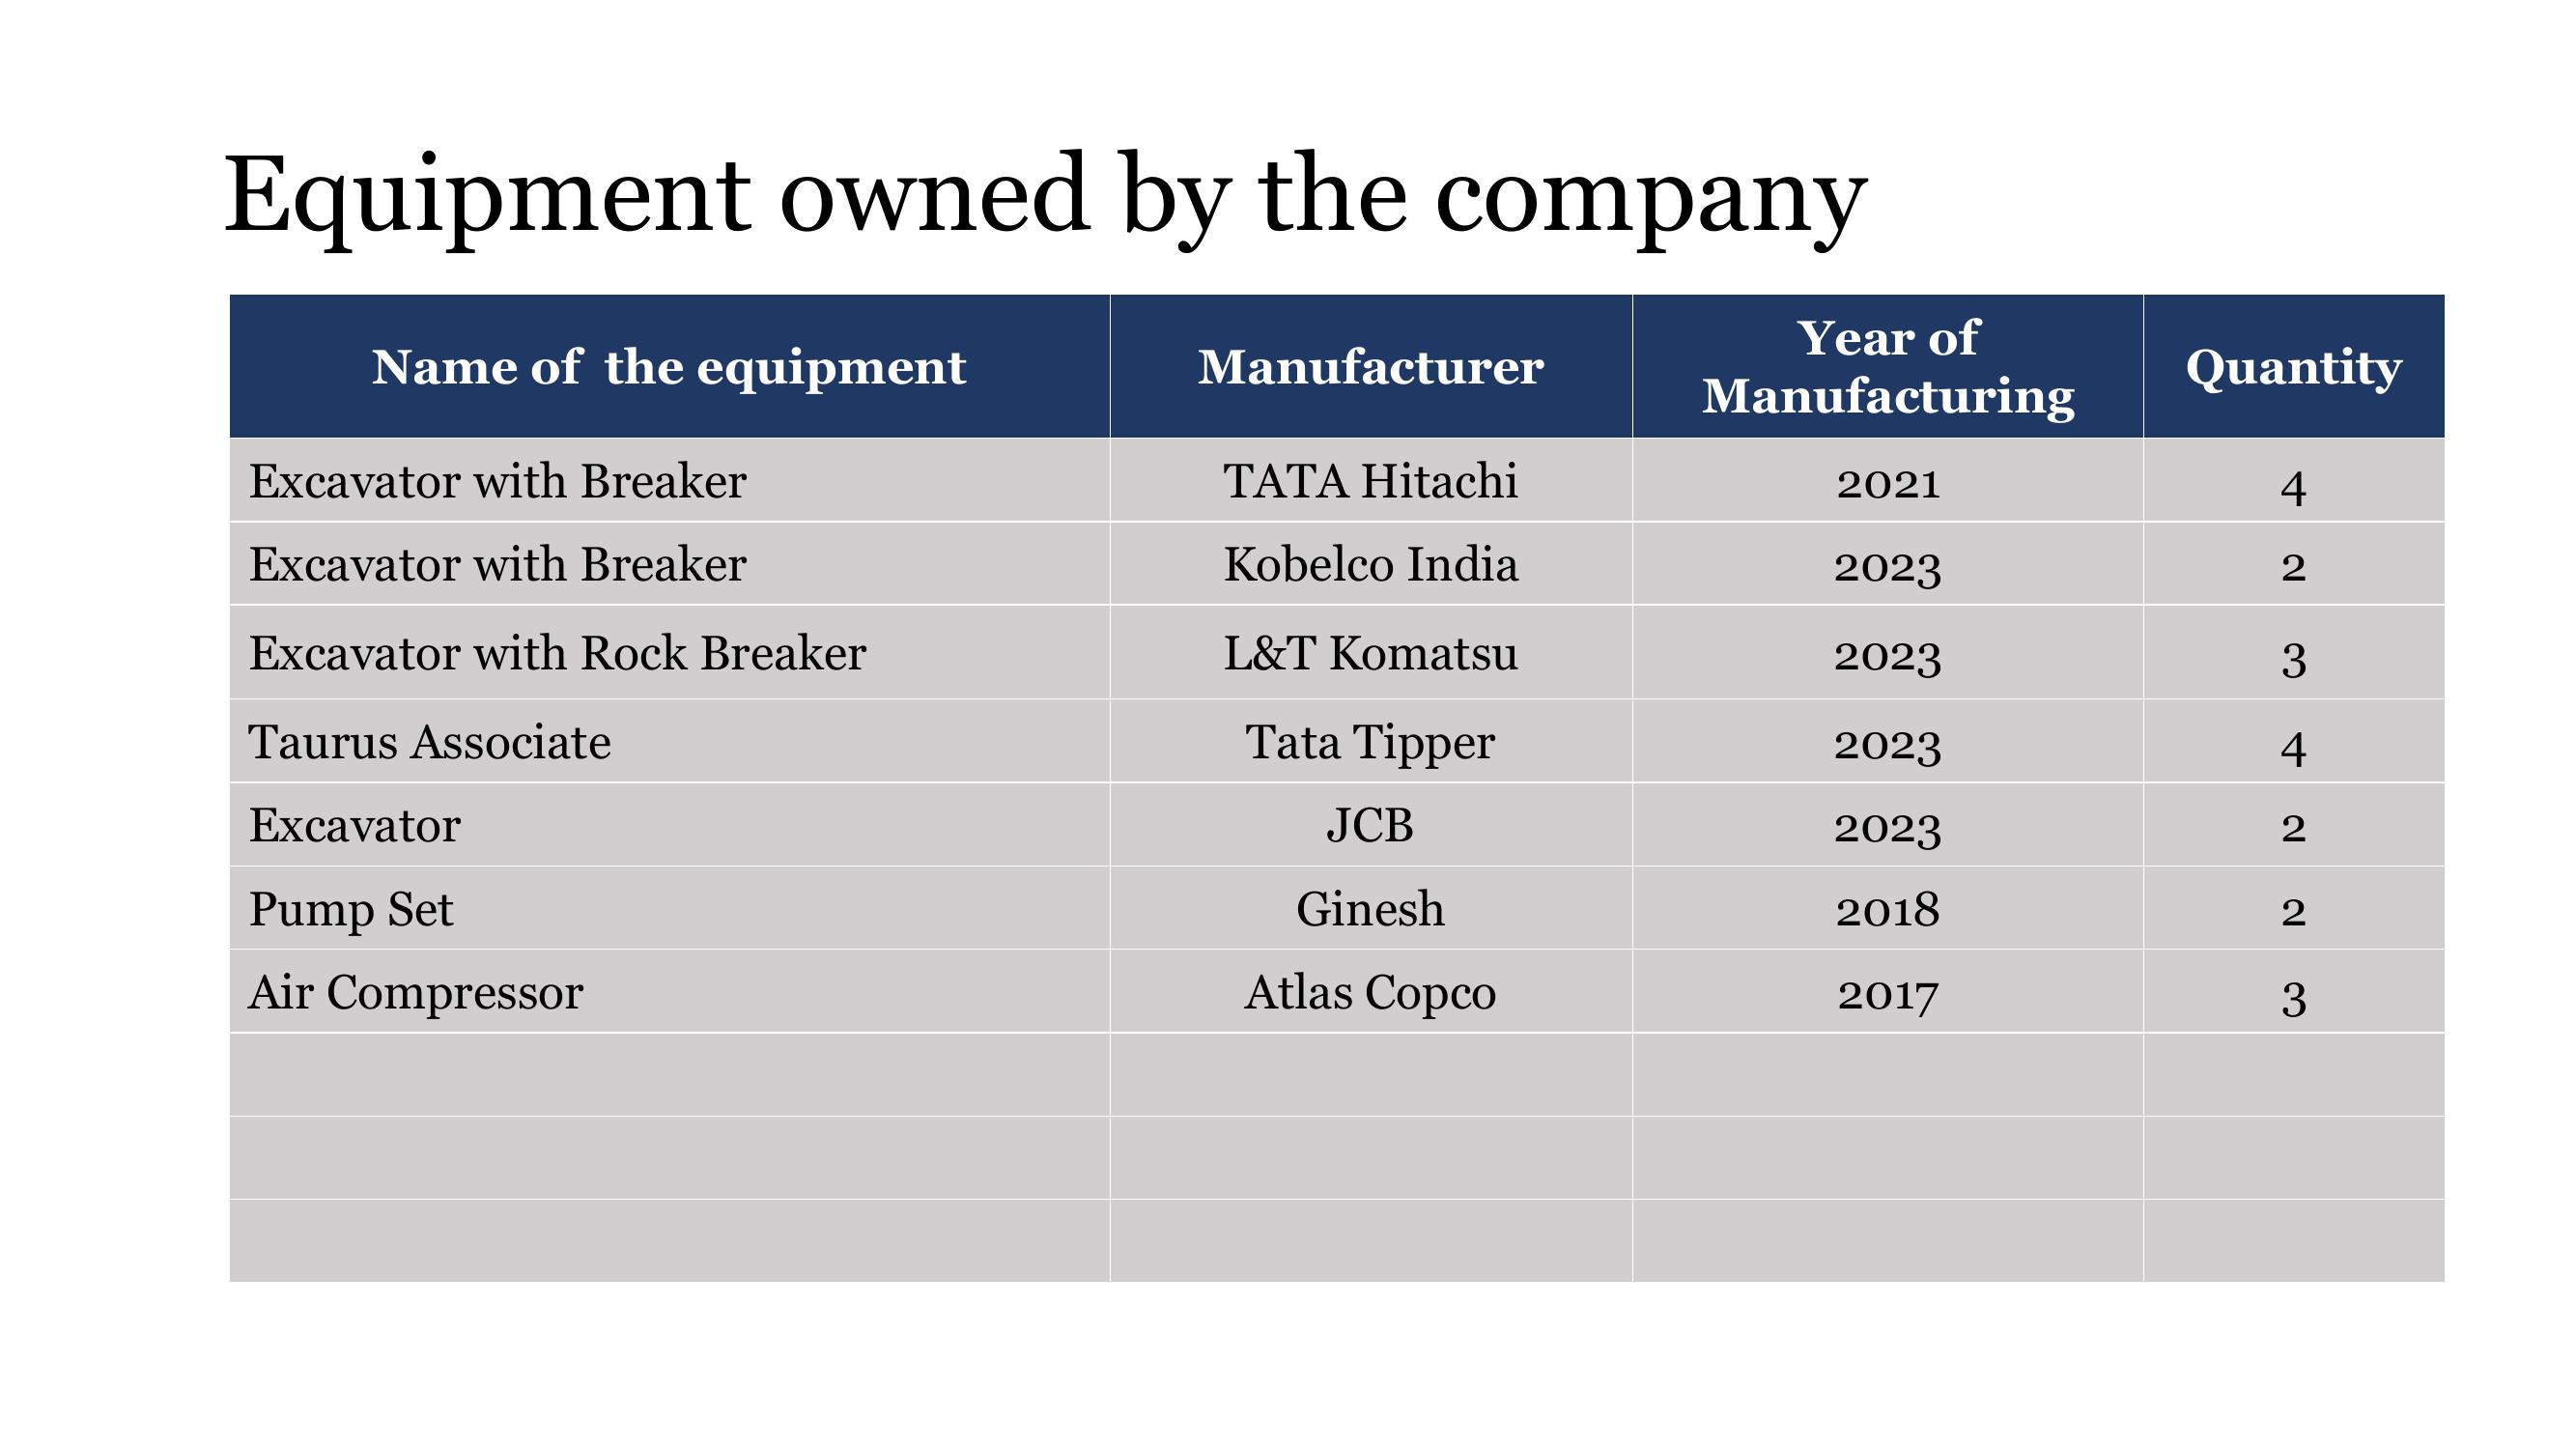 Equipment owned by the company
Name of  the equipment Manufacturer Year of Manufacturing Quantity
Excavator with Breaker TATA Hitachi 2021 4
Excavator with Breaker Kobelco India 2023 2
Excavator with Rock Breaker L&T Komatsu 2023 3
Taurus Associate Tata Tipper 2023 4
Excavator JCB 2023 2
Pump Set Ginesh 2018 2
Air Compressor Atlas Copco 2017 3